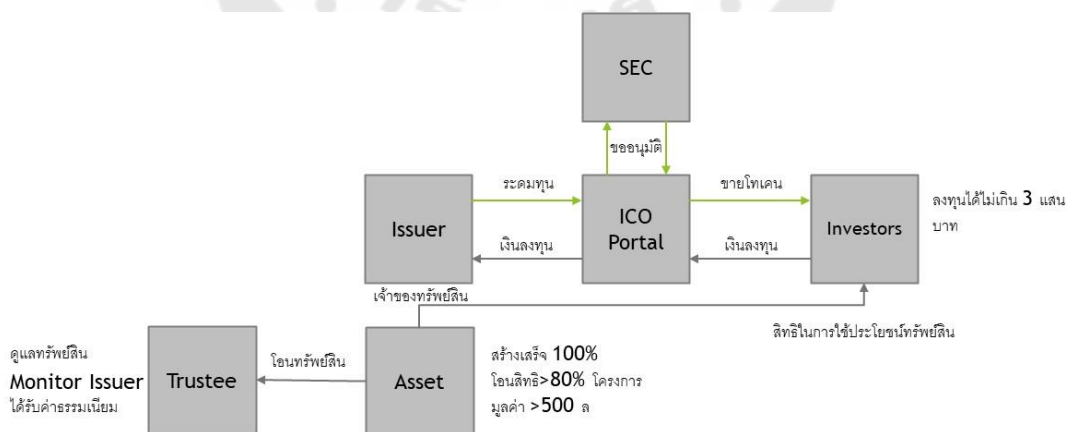 SEC
ขออนุมัติ
ระดมทุน
ขายโทเคน
Issuer
ICO
Portal
Investors
ลงทุนได้ไม่เกิน 3 แสน
บาท
เงินลงทุน
เงินลงทุน
เจ้าของทรัพย์สิน
สิทธิในการใช้ประโยชน์ทรัพย์สิน
ดูแลทรัพย์สิน
Monitor Issuer
ได้รับค่าธรรมเนียม
Trustee
โอนทรัพย์สิน
Asset
สร้างเสร็จ 100%
โอนสิทธิ>80% โครงการ
มูลค่า >500 ล